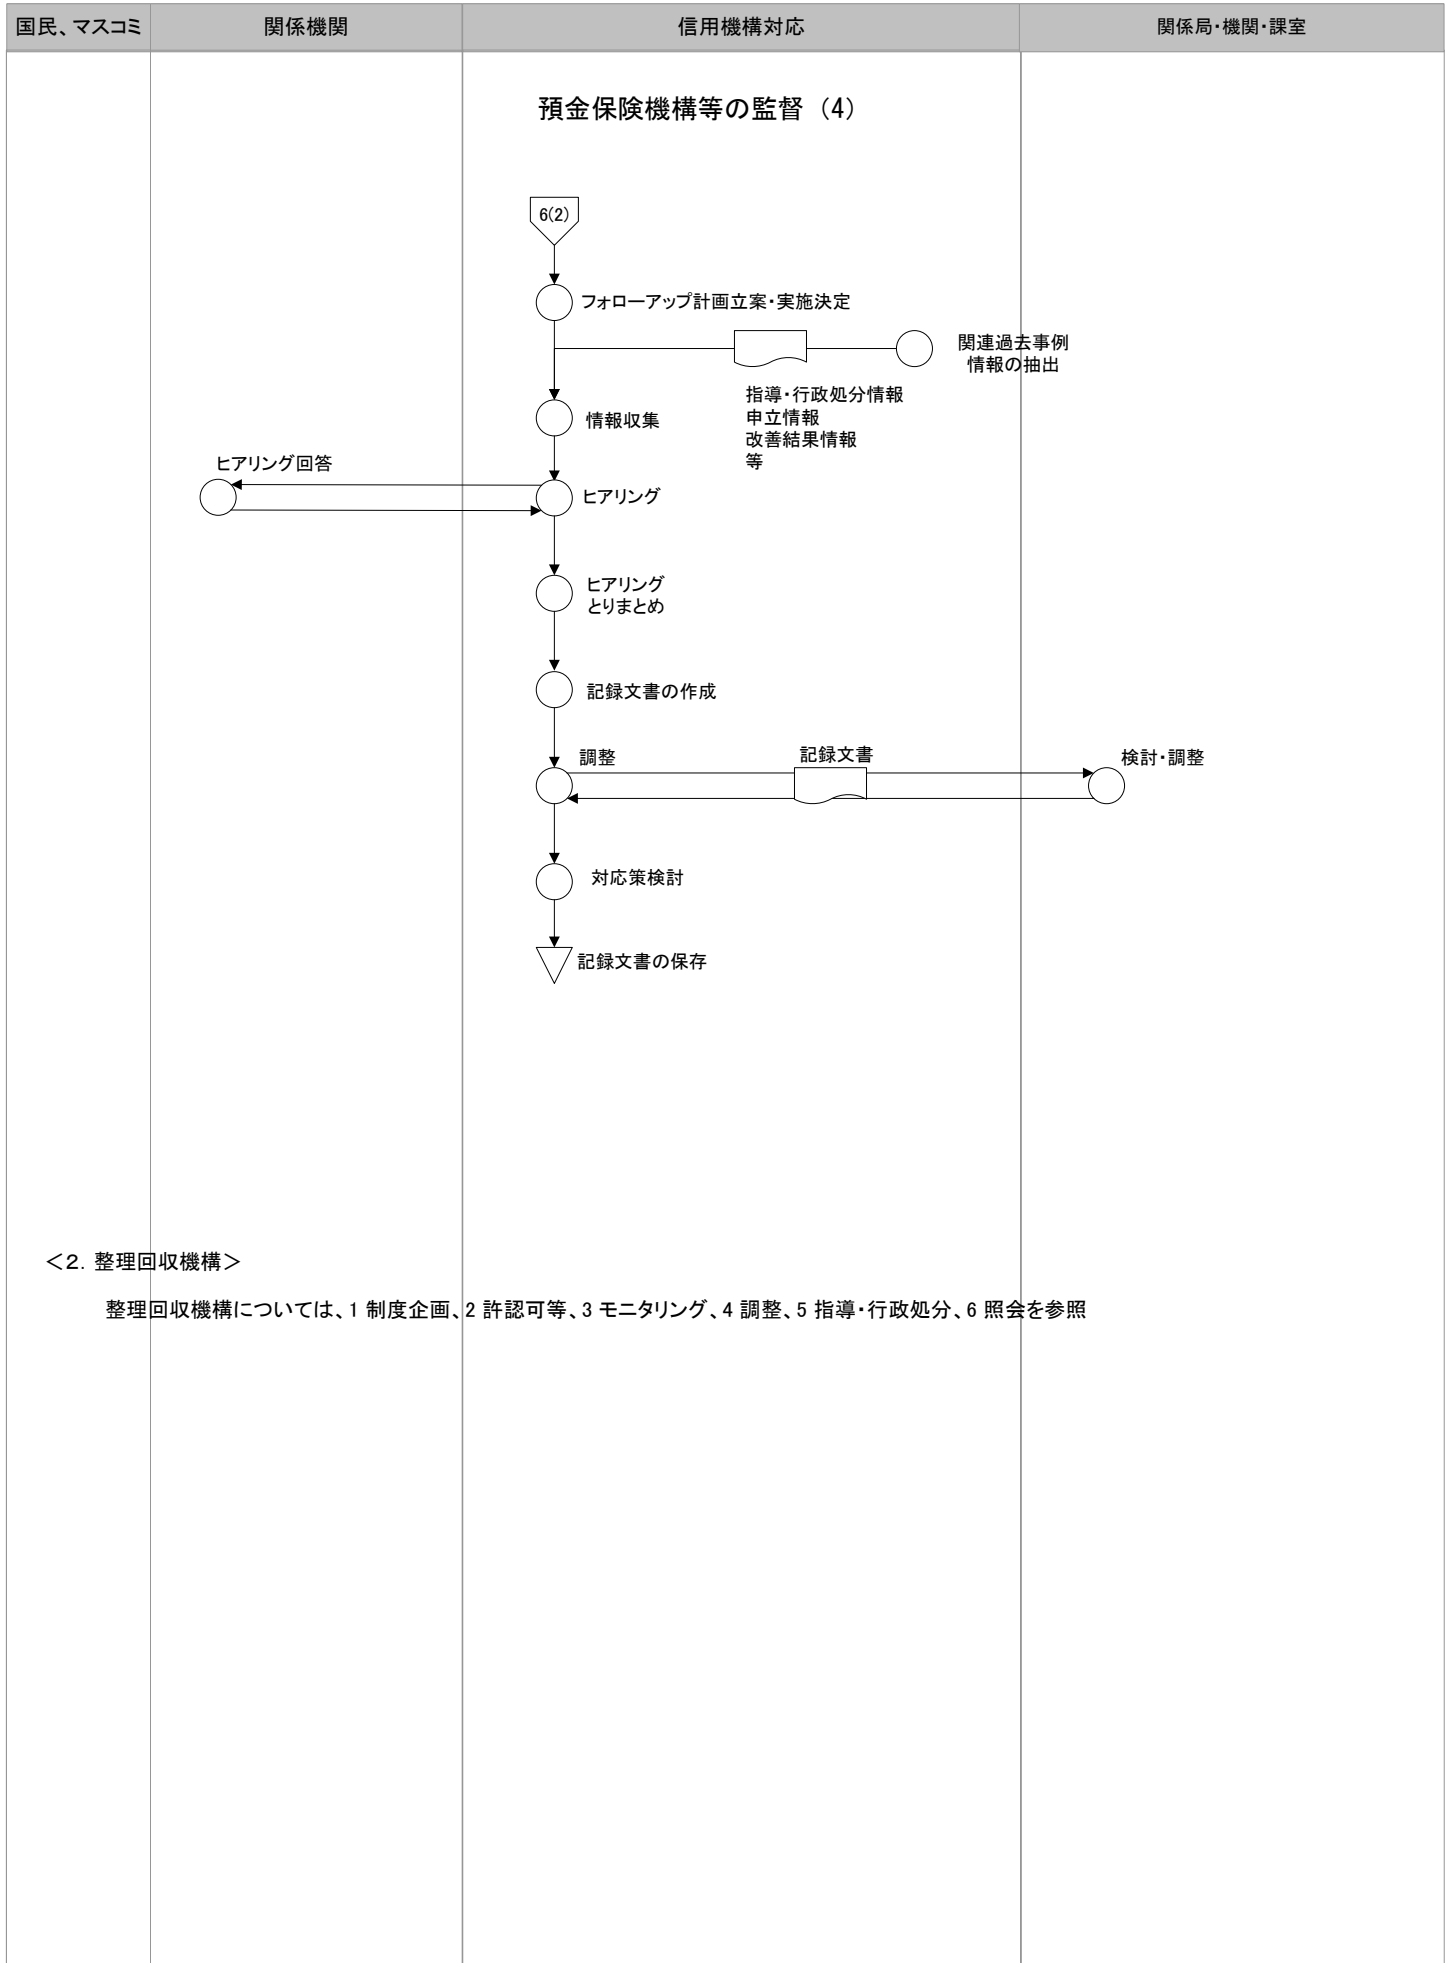 国民、マスコミ
関係機関
信用機構対応
関係局・機関・課室
預金保険機構等の監督（4）
6(2)
フォローアップ計画立案・実施決定
関連過去事例
情報の抽出
指導・行政処分情報
申立情報
改善結果情報
等
情報収集
ヒアリング回答
ヒアリング
ヒアリング
とりまとめ
記録文書の作成
調整
記録文書
検討・調整
対応策検討
記録文書の保存
＜２．整理回収機構＞
整理回収機構については、1 制度企画、2 許認可等、3 モニタリング、4 調整、5 指導・行政処分、6 照会を参照